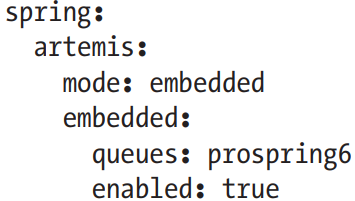 spring:
  artemis:
    mode: embedded
    embedded:
      queues: prospring6
      enabled: true